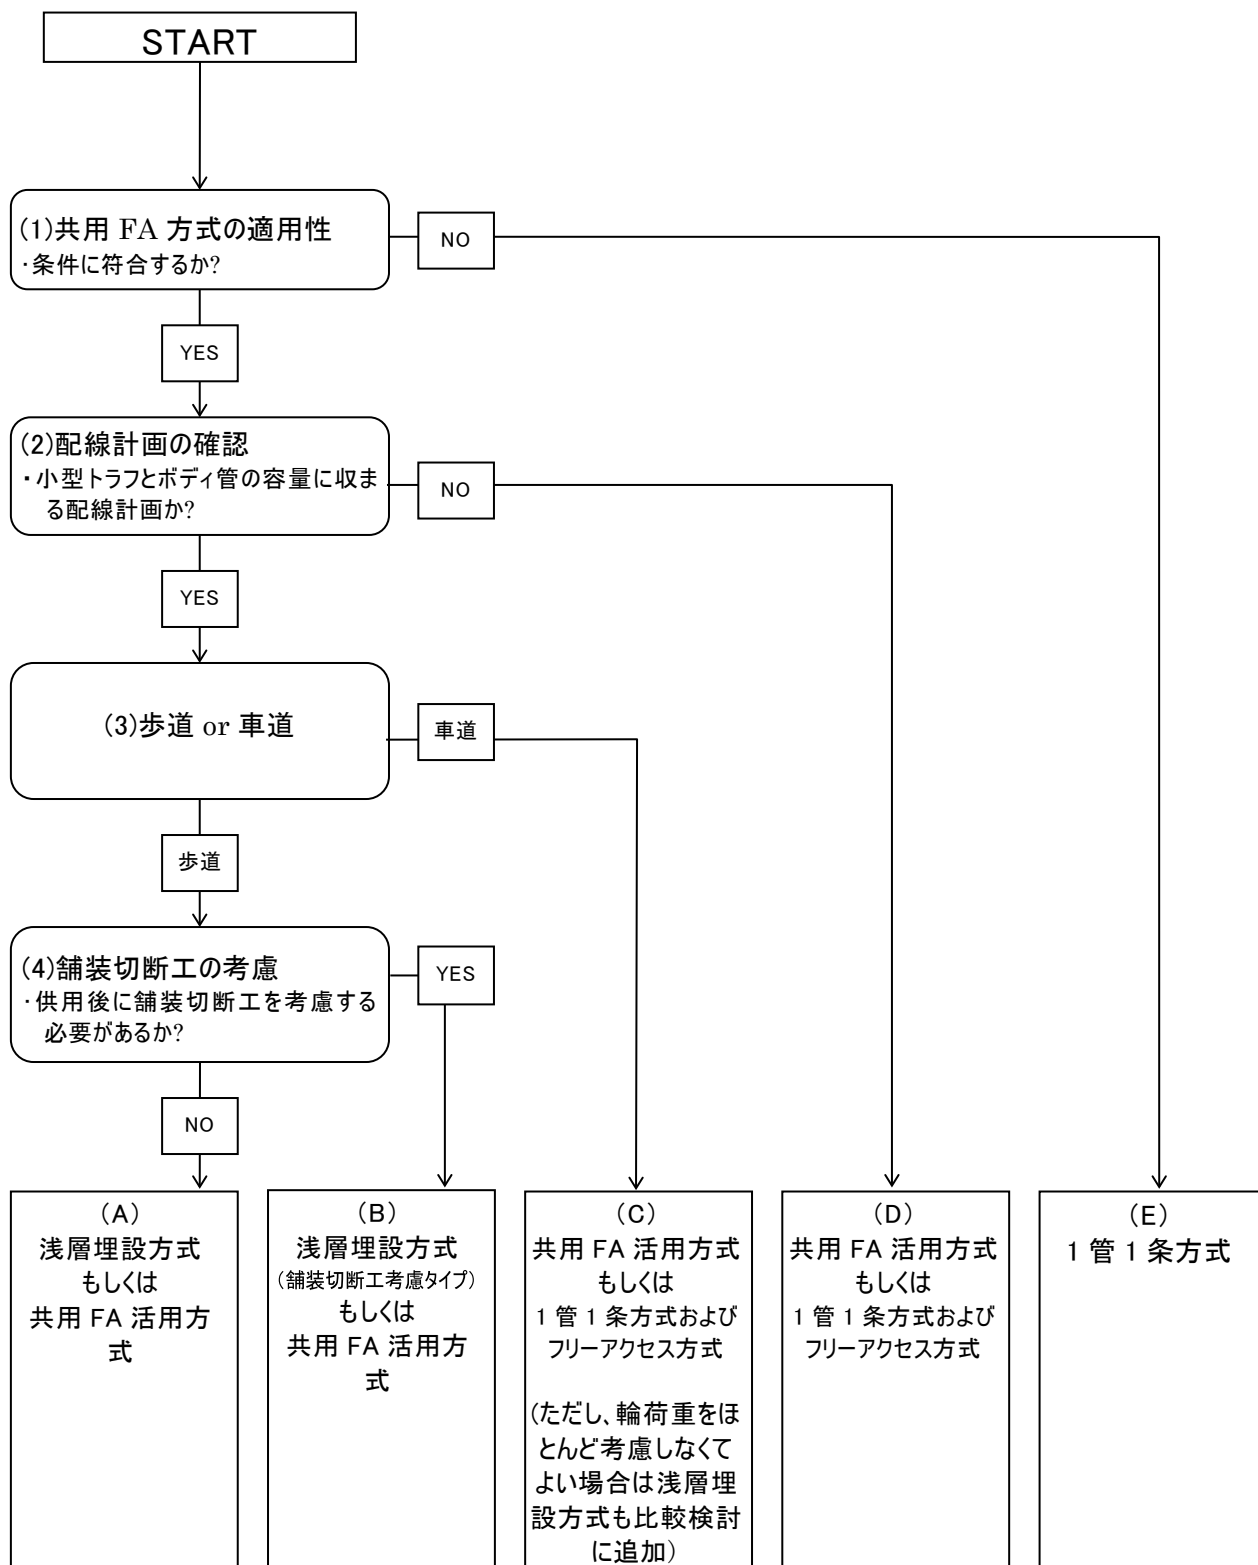 START
(1)共用 FA 方式の適用性
・条件に符合するか?
NO
YES
(2)配線計画の確認
・小型トラフとボディ管の容量に収ま
る配線計画か?
NO
YES
(3)歩道 or 車道
車道
歩道
(4)舗装切断工の考慮
・供用後に舗装切断工を考慮する
必要があるか?
YES
NO
(A)
浅層埋設方式
もしくは
共用 FA 活用方
式
(B)
浅層埋設方式
(舗装切断工考慮タイプ)
もしくは
共用 FA 活用方
式
(C)
共用 FA 活用方式
もしくは
1 管 1 条方式および
フリーアクセス方式
(ただし、輪荷重をほ
とんど考慮しなくて
よい場合は浅層埋
設方式も比較検討
に追加)
(D)
共用 FA 活用方式
もしくは
1 管 1 条方式および
フリーアクセス方式
(E)
1 管 1 条方式